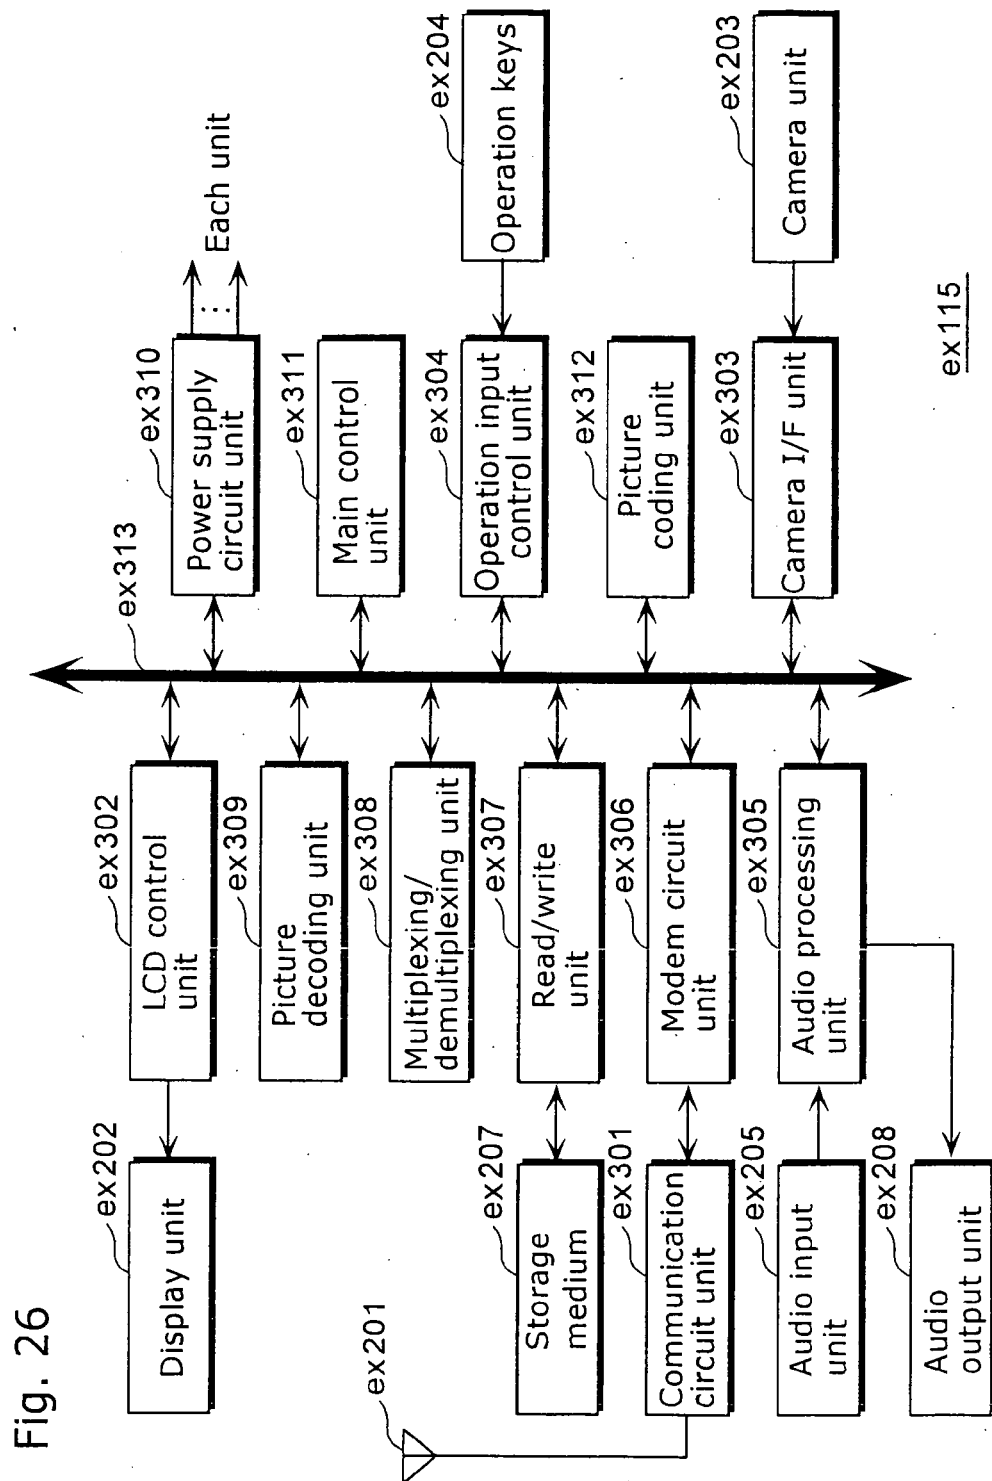 Fig. 26
ex201
ex202
Display unit
ex302
LCD control
unit
ex309
Picture
decoding unit
ex308
Multiplexing/
demultiplexing unit
ex207
Storage
medium
ex307
Read/write
unit
ex301
Communication
circuit unit
ex306
Modem circuit
unit
ex205
Audio input
unit
ex305
Audio processing
unit
ex208
Audio
output unit
ex313
ex310
Power supply
circuit unit
Each unit
ex311
Main control
unit
ex304
Operation input
control unit
ex204
Operation keys
ex312
Picture
coding unit
ex303
Camera I/F unit
ex203
Camera unit
ex115